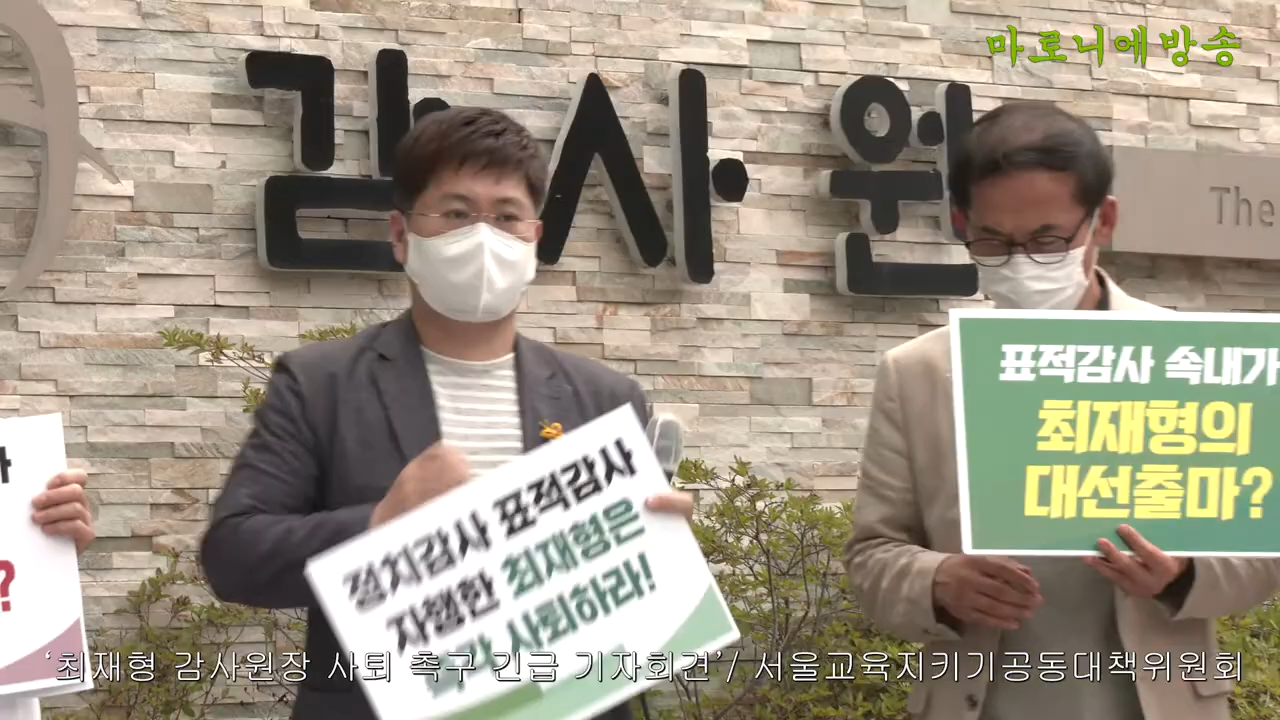 마로니에방송
감사원
The
표적감사 속내가
최재형의
대선출마?
정치감사 표적감사
자행한 최재형은
즉각 사퇴하라!
?
‘최재형 감사원장 사퇴 촉구 긴급 기자회견’ / 서울교육지키기공동대책위원회